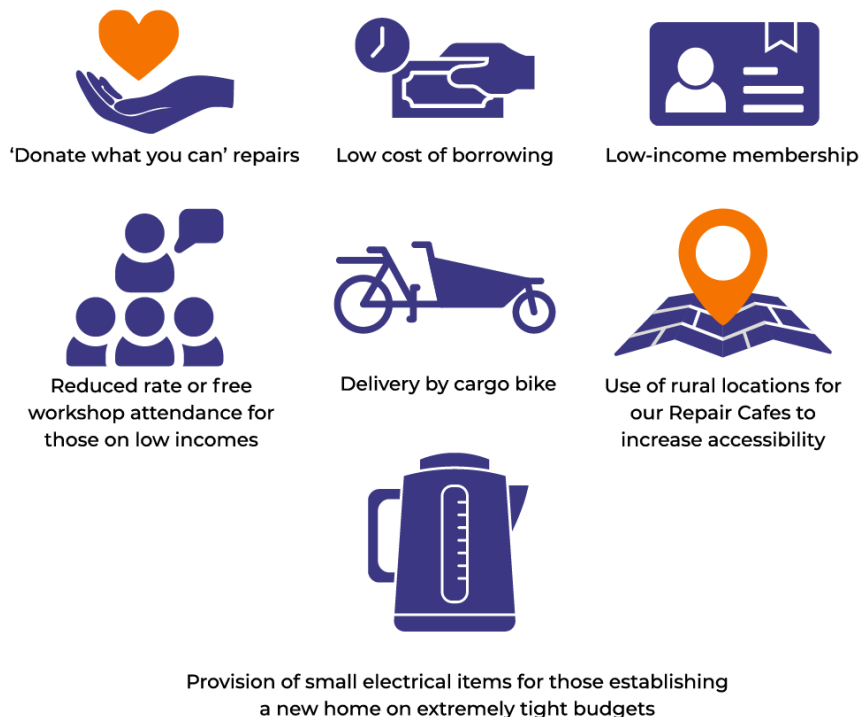 ‘Donate what you can’ repairs
Low cost of borrowing
Low-income membership
Reduced rate or free
workshop attendance for
those on low incomes
Delivery by cargo bike
Use of rural locations for
our Repair Cafes to
increase accessibility
Provision of small electrical items for those establishing
a new home on extremely tight budgets